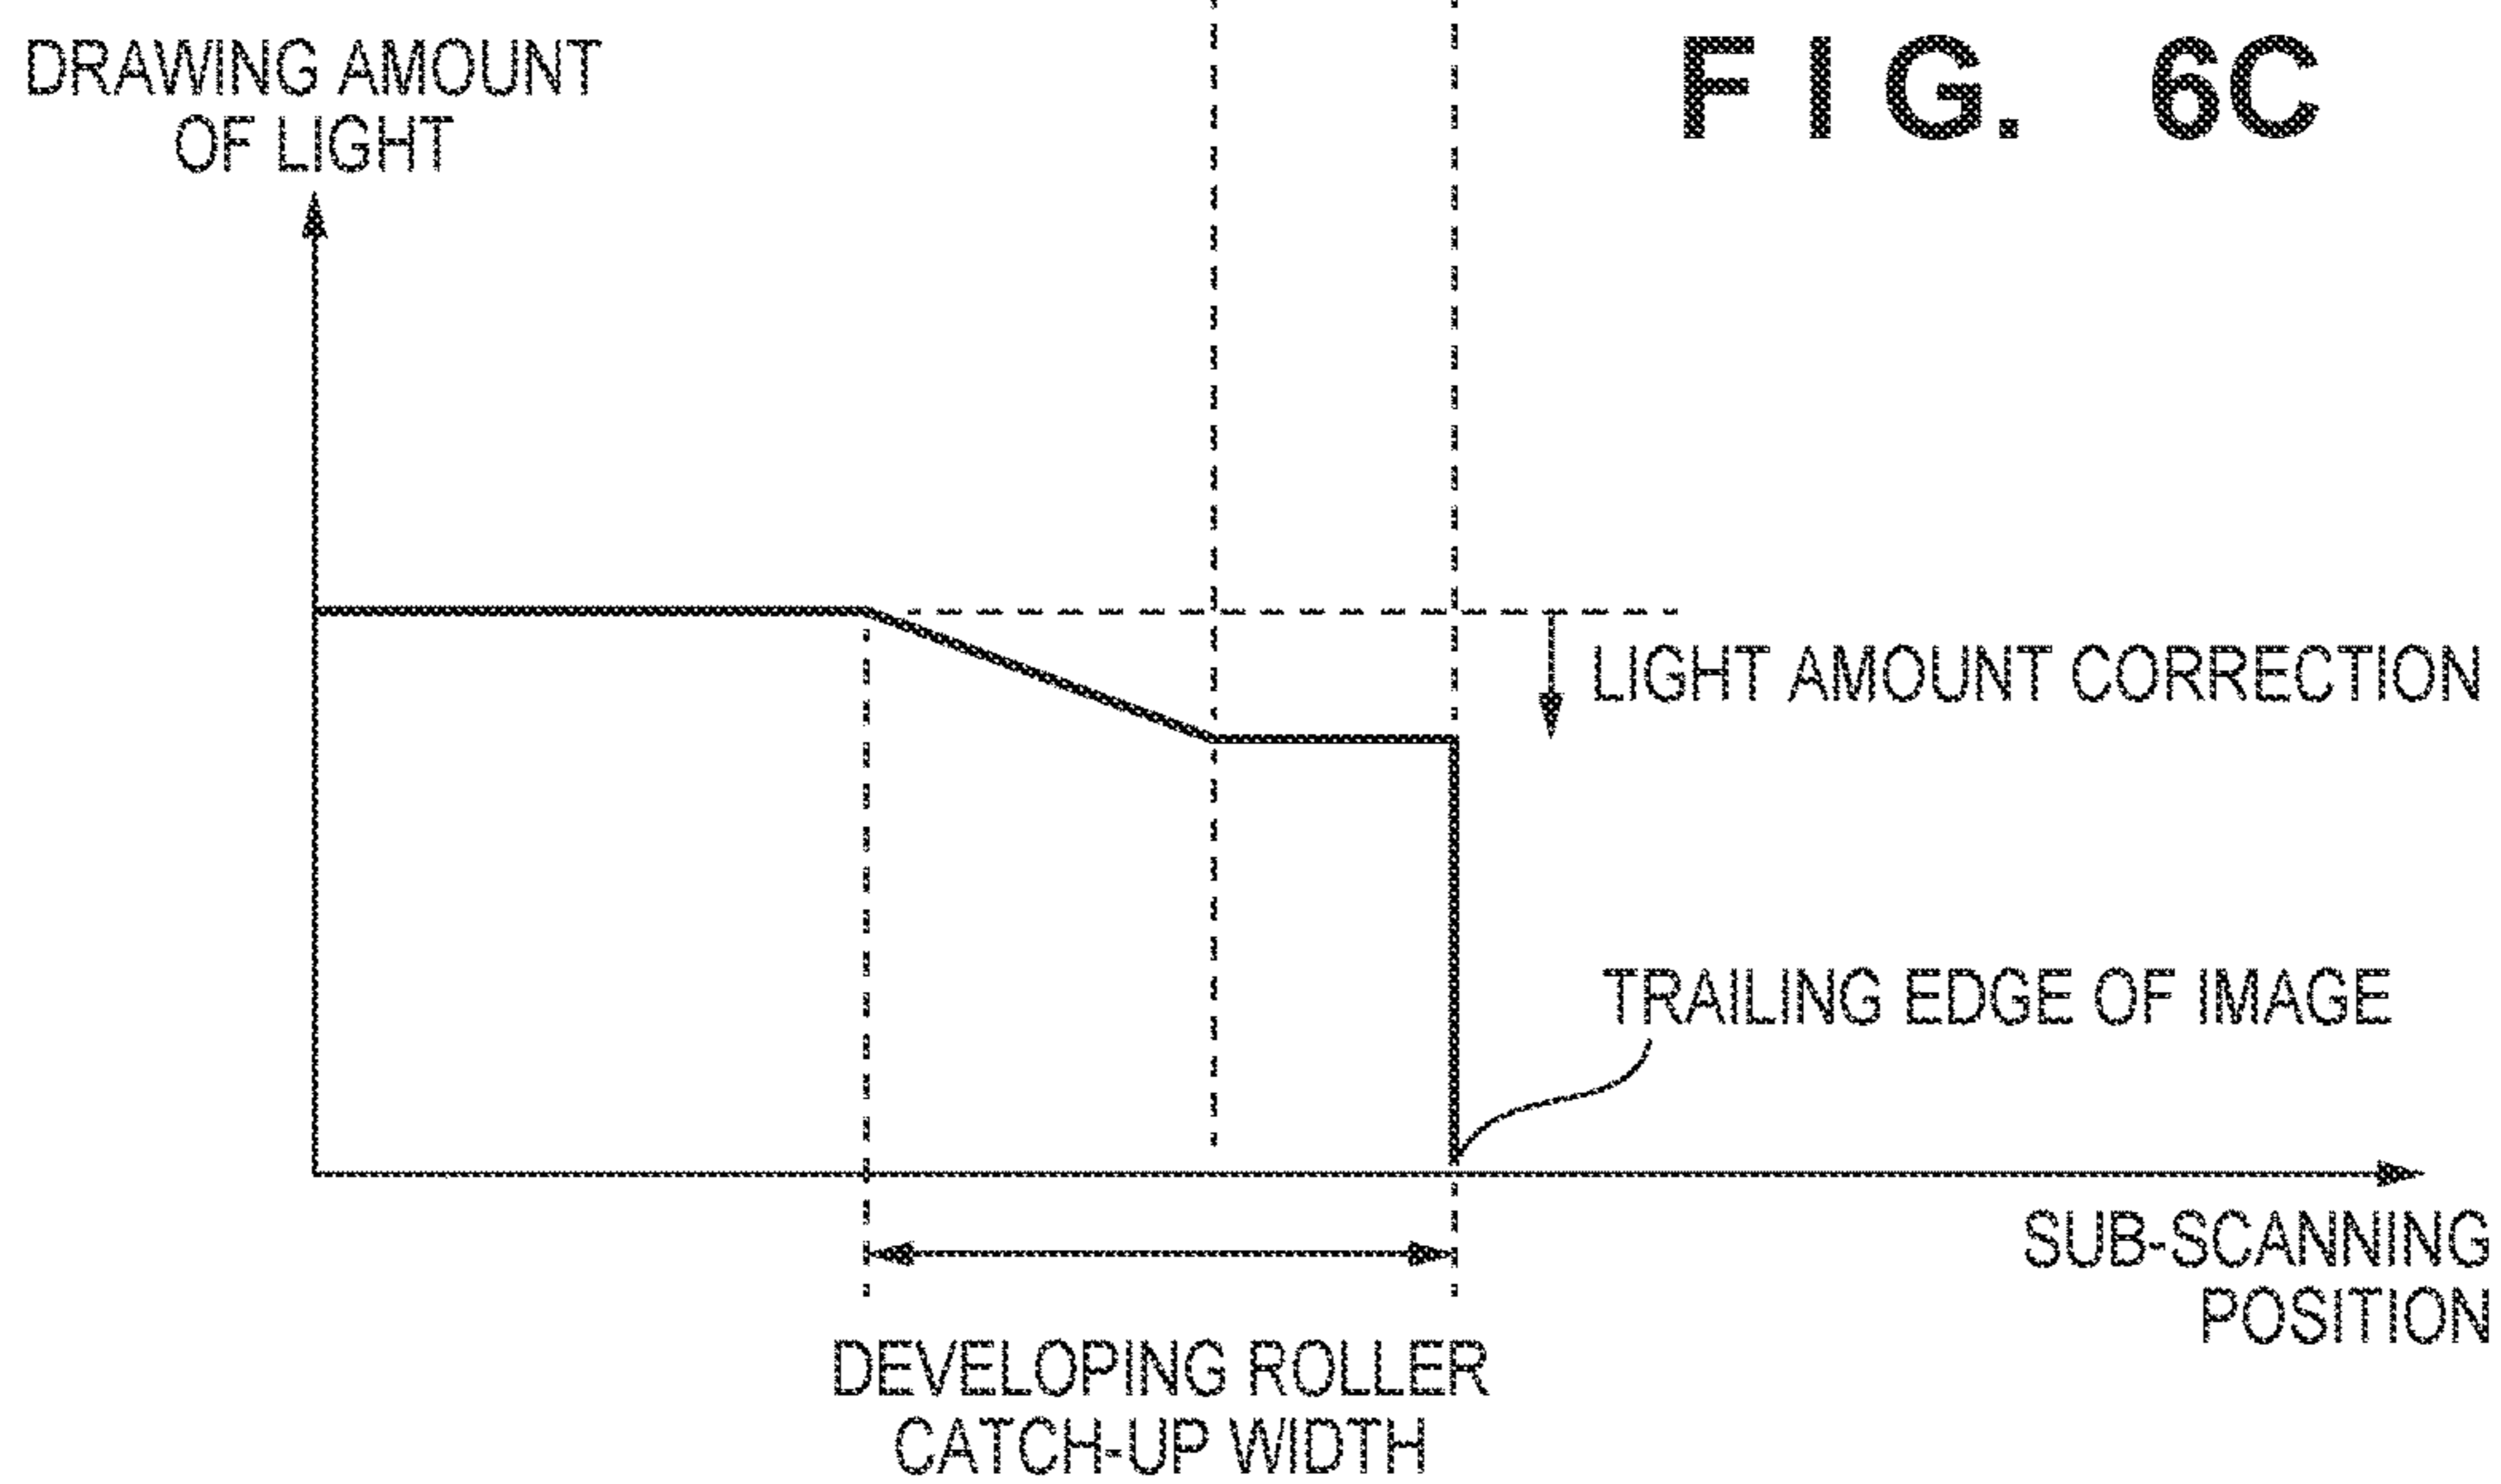 DRAWING AMOUNT
OF LIGHT
F I G. 6C
LIGHT AMOUNT CORRECTION
TRAILING EDGE OF IMAGE
SUB-SCANNING
POSITION
DEVELOPING ROLLER
CATCH-UP WIDTH